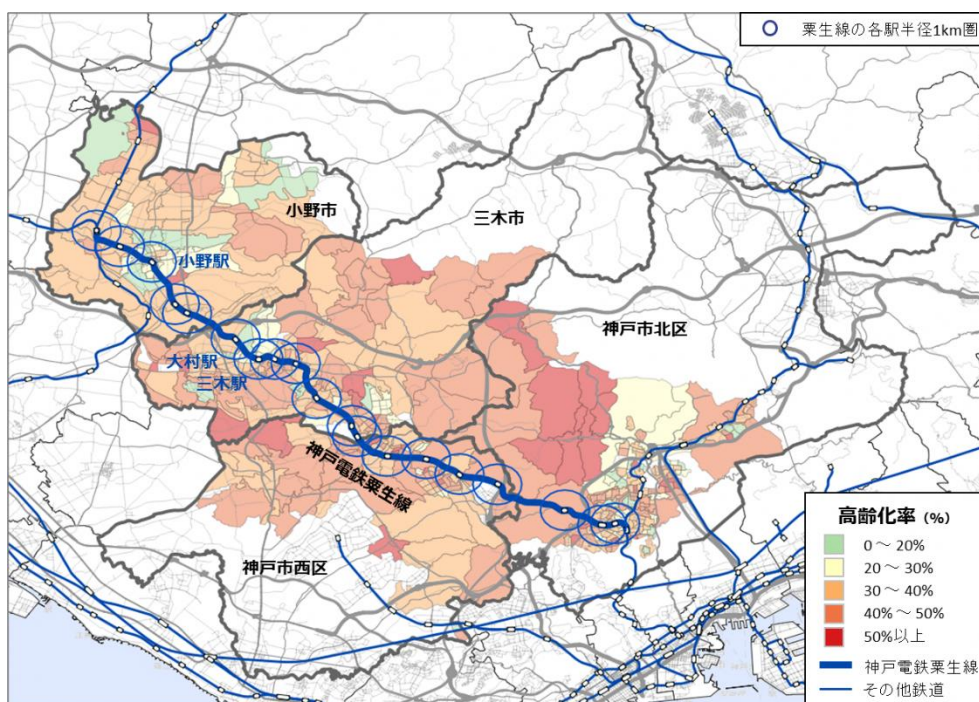 粟生線の各駅半径1km圏
小野市
三木市
小野駅
神戸市北区
大村駅
三木駅
神戸電鉄粟生線
神戸市西区
高齢化率 (%)
0~20%
20~30%
30~40%
40%~50%
50%以上
神戸電鉄粟生線
その他鉄道